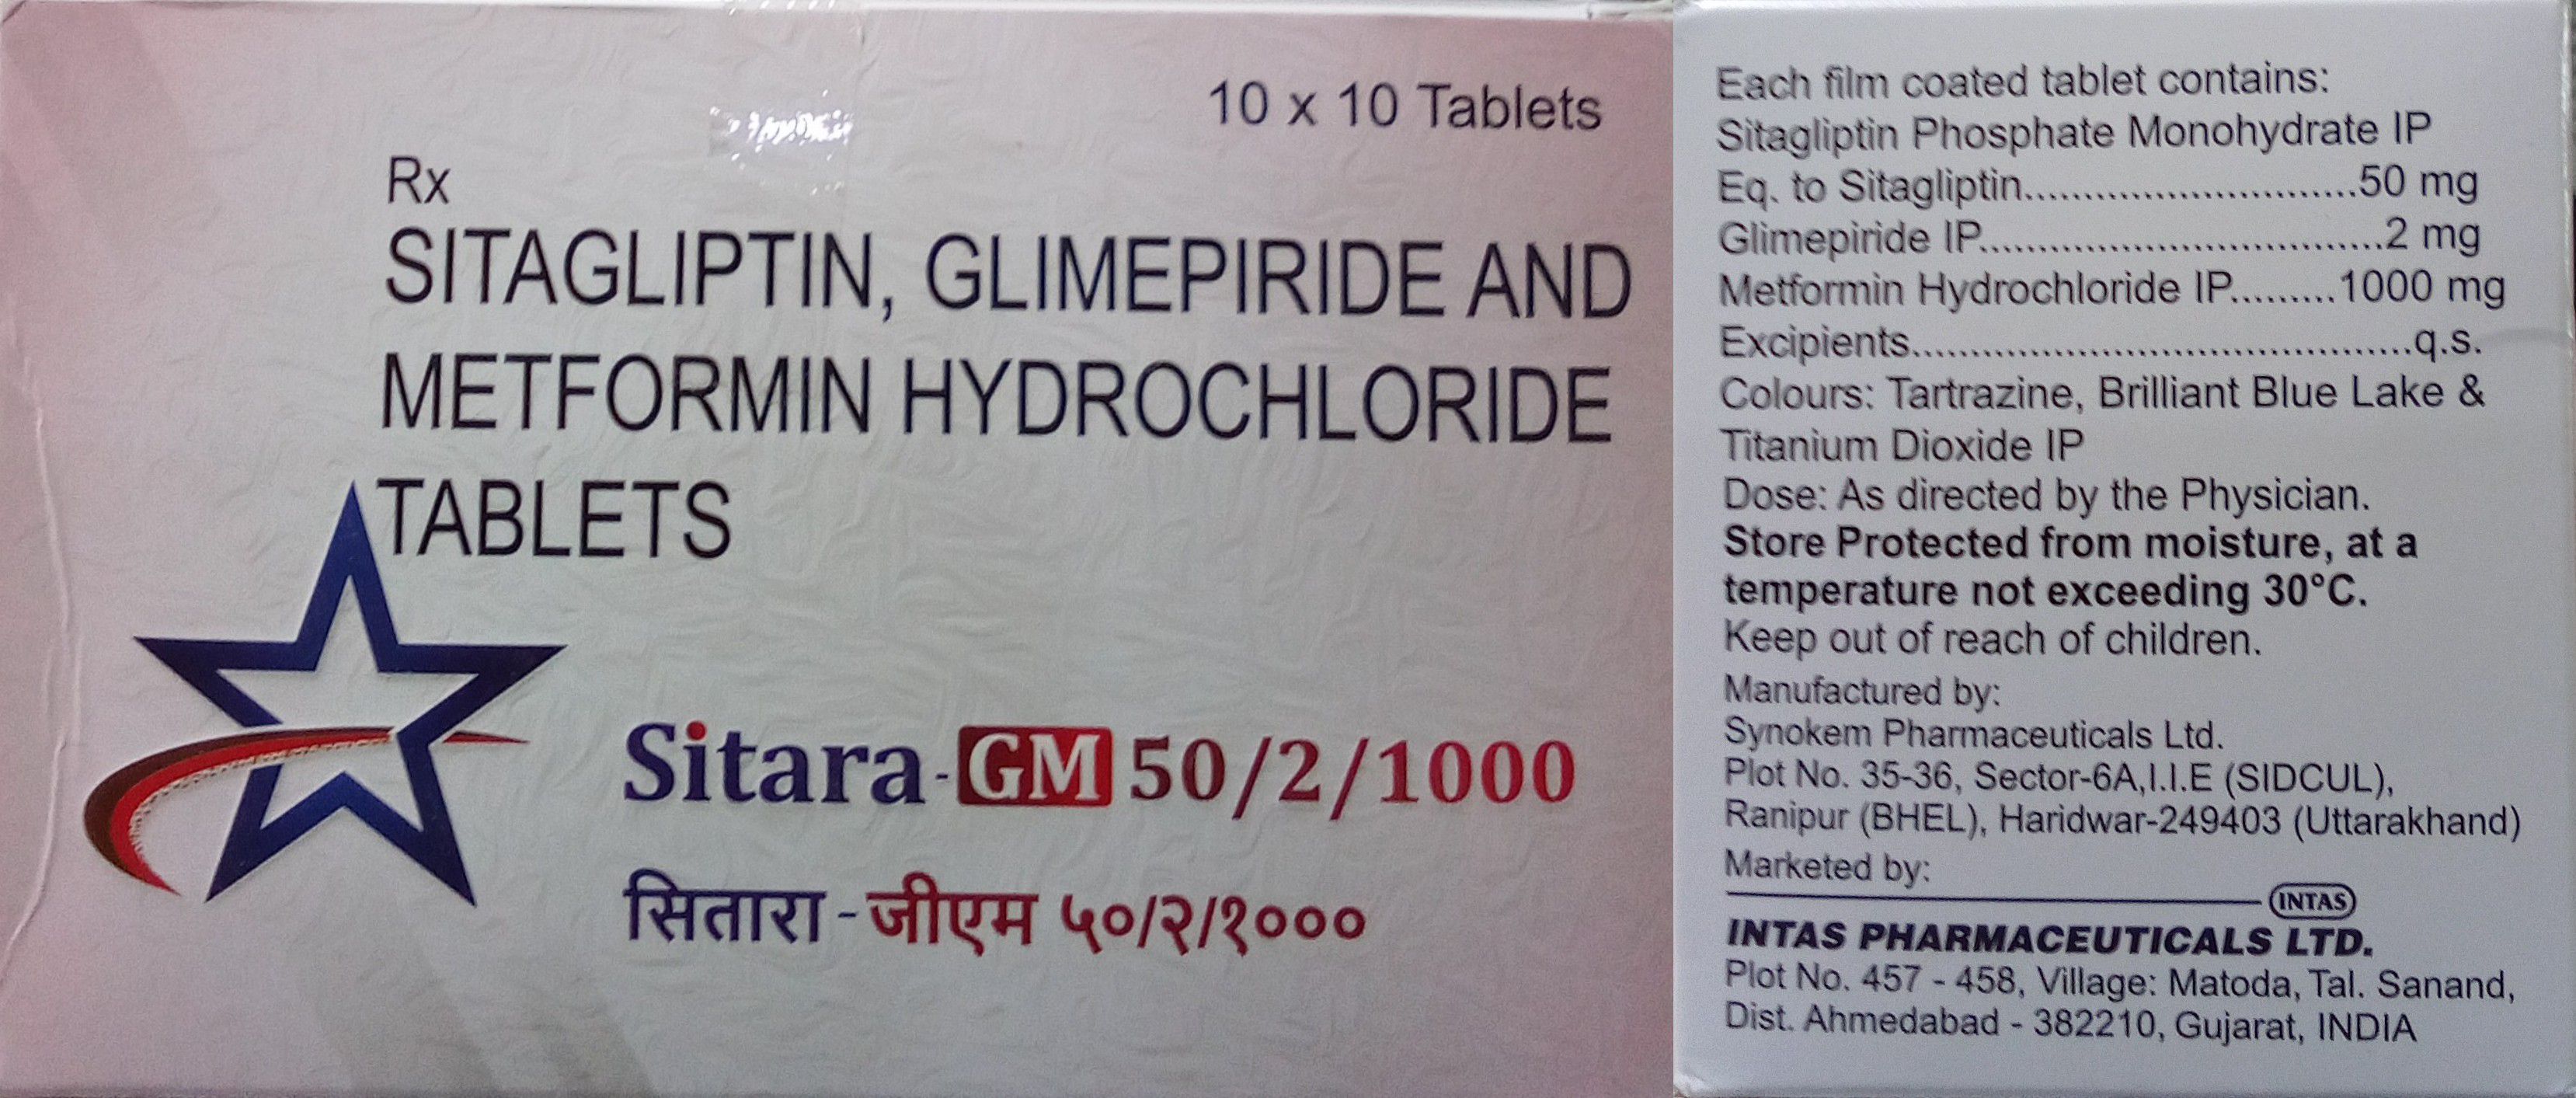 10 x 10 Tablets
Rx
SITAGLIPTIN, GLIMEPIRIDE AND
METFORMIN HYDROCHLORIDE
TABLETS
Sitara-GM 50/2/1000
सितारा-जीएम ५०/२/१०००
Each film coated tablet contains:
Sitagliptin Phosphate Monohydrate IP
Eq. to Sitagliptin.............................50 mg
Glimepiride IP...................................2 mg
Metformin Hydrochloride IP.........1000 mg
Excipients...........................................q.s.
Colours: Tartrazine, Brilliant Blue Lake &
Titanium Dioxide IP
Dose: As directed by the Physician.
Store Protected from moisture, at a
temperature not exceeding 30°C.
Keep out of reach of children.
Manufactured by:
Synokem Pharmaceuticals Ltd.
Plot No. 35-36, Sector-6A,I.I.E (SIDCUL),
Ranipur (BHEL), Haridwar-249403 (Uttarakhand)
Marketed by:
INTAS
INTAS PHARMACEUTICALS LTD.
Plot No. 457 - 458, Village: Matoda, Tal. Sanand,
Dist. Ahmedabad - 382210, Gujarat, INDIA